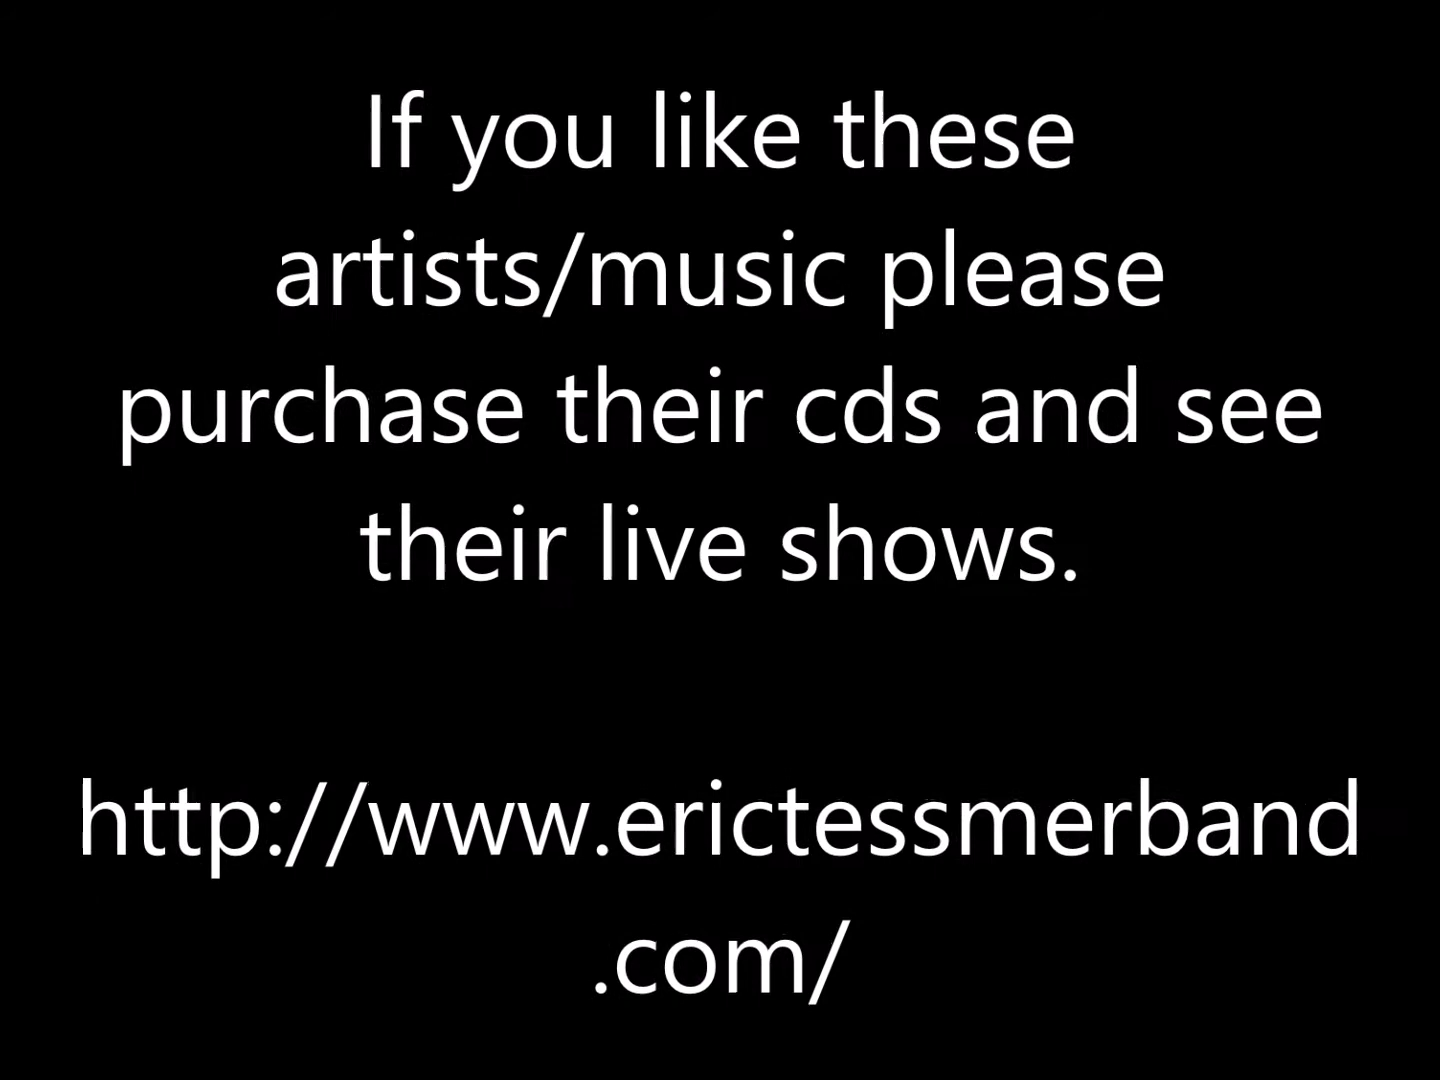 If you like these
artists/music please
purchase their cds and see
their live shows.
http://www.erictessmerband
.com/